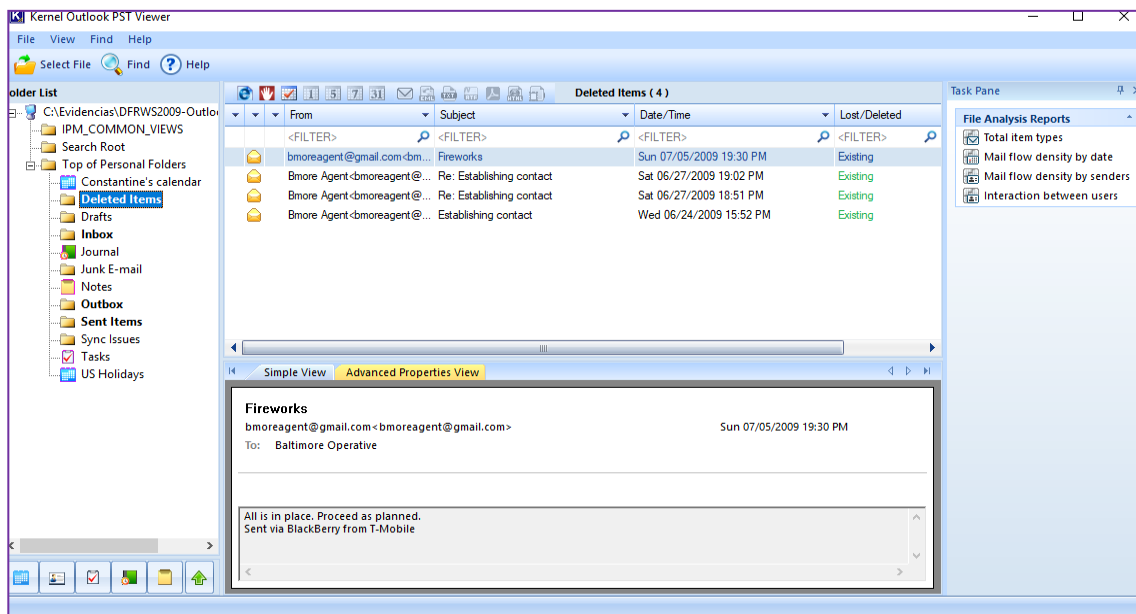 Kernel Outlook PST Viewer
File View Find Help
Select File Find Help
older List
C:\Evidencias\DFRWS2009-Outlo
IPM_COMMON_VIEWS
Search Root
Top of Personal Folders
Constantine's calendar
Deleted Items
Drafts
Inbox
Journal
Junk E-mail
Notes
Outbox
Sent Items
Sync Issues
Tasks
US Holidays
1 5 7 31 Deleted Items ( 4 )
From Subject Date/Time Lost/Deleted
<FILTER> <FILTER> <FILTER> <FILTER>
bmoreagent@gmail.com<bm... Fireworks Sun 07/05/2009 19:30 PM Existing
Bmore Agent<bmoreagent@... Re: Establishing contact Sat 06/27/2009 19:02 PM Existing
Bmore Agent<bmoreagent@... Re: Establishing contact Sat 06/27/2009 18:51 PM Existing
Bmore Agent<bmoreagent@... Establishing contact Wed 06/24/2009 15:52 PM Existing
Simple View Advanced Properties View
Fireworks
bmoreagent@gmail.com<bmoreagent@gmail.com> Sun 07/05/2009 19:30 PM
To: Baltimore Operative
All is in place. Proceed as planned.
Sent via BlackBerry from T-Mobile
Task Pane
File Analysis Reports
Total item types
Mail flow density by date
Mail flow density by senders
Interaction between users